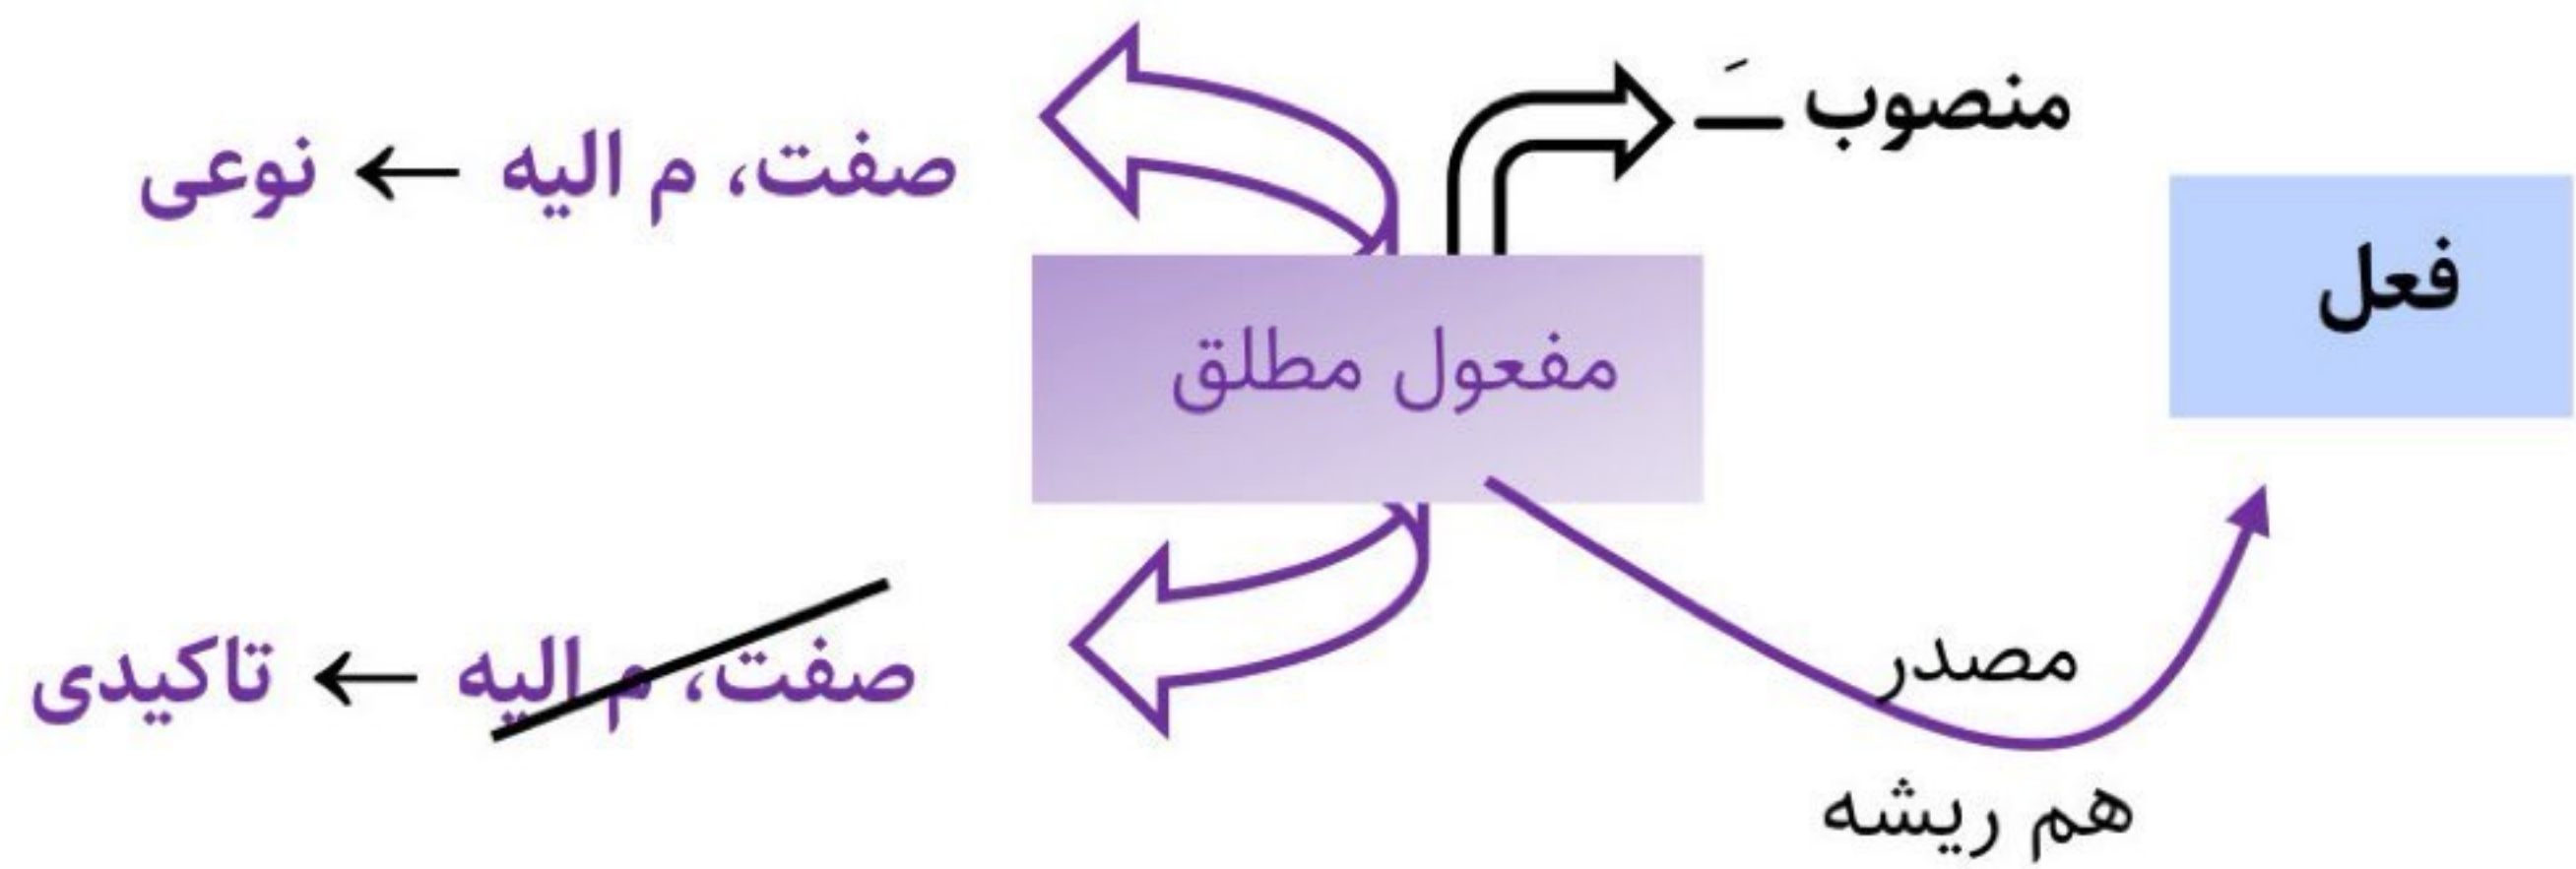 منصوب ـَ
صفت، م الیه ← نوعی
فعل
مفعول مطلق
صفت، م الیه ← تاکیدی
مصدر
هم ریشه